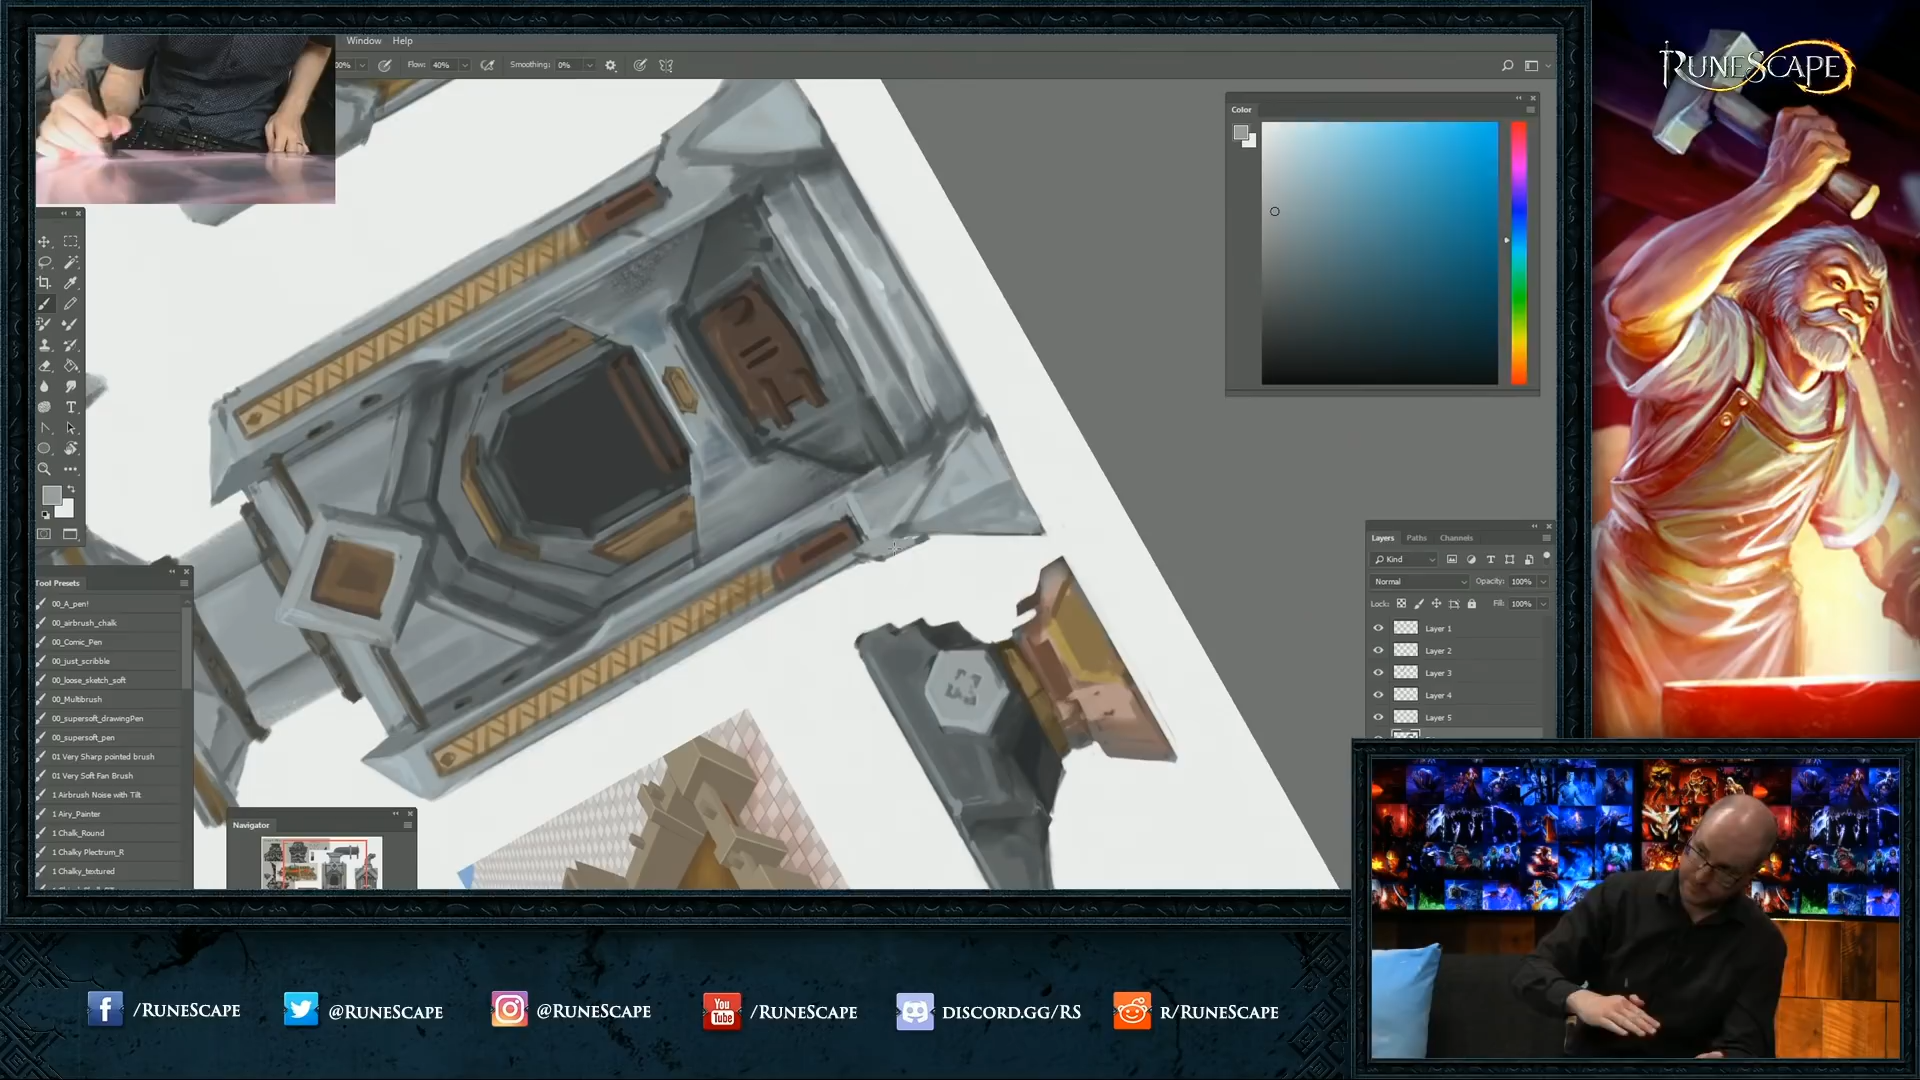 Window Help
00% Flow: 40% Smoothing: 0%
RuneScape
Color
Tool Presets
00_A_pen!
00_airbrush_chalk
00_Comic_Pen
00_just_scribble
00_loose_sketch_soft
00_Multibrush
00_supersoft_drawingPen
00_supersoft_pen
01 Very Sharp pointed brush
01 Very Soft Fan Brush
1 Airbrush Noise with Tilt
1 Airy_Painter
1 Chalk_Round
1 Chalky Plectrum_R
1 Chalky_textured
Navigator
Layers Paths Channels
Kind
Normal Opacity: 100%
Lock: Fill: 100%
Layer 1
Layer 2
Layer 3
Layer 4
Layer 5
/RuneScape
@RuneScape
@RuneScape
You Tube /RuneScape
discord.gg/RS
r/RuneScape